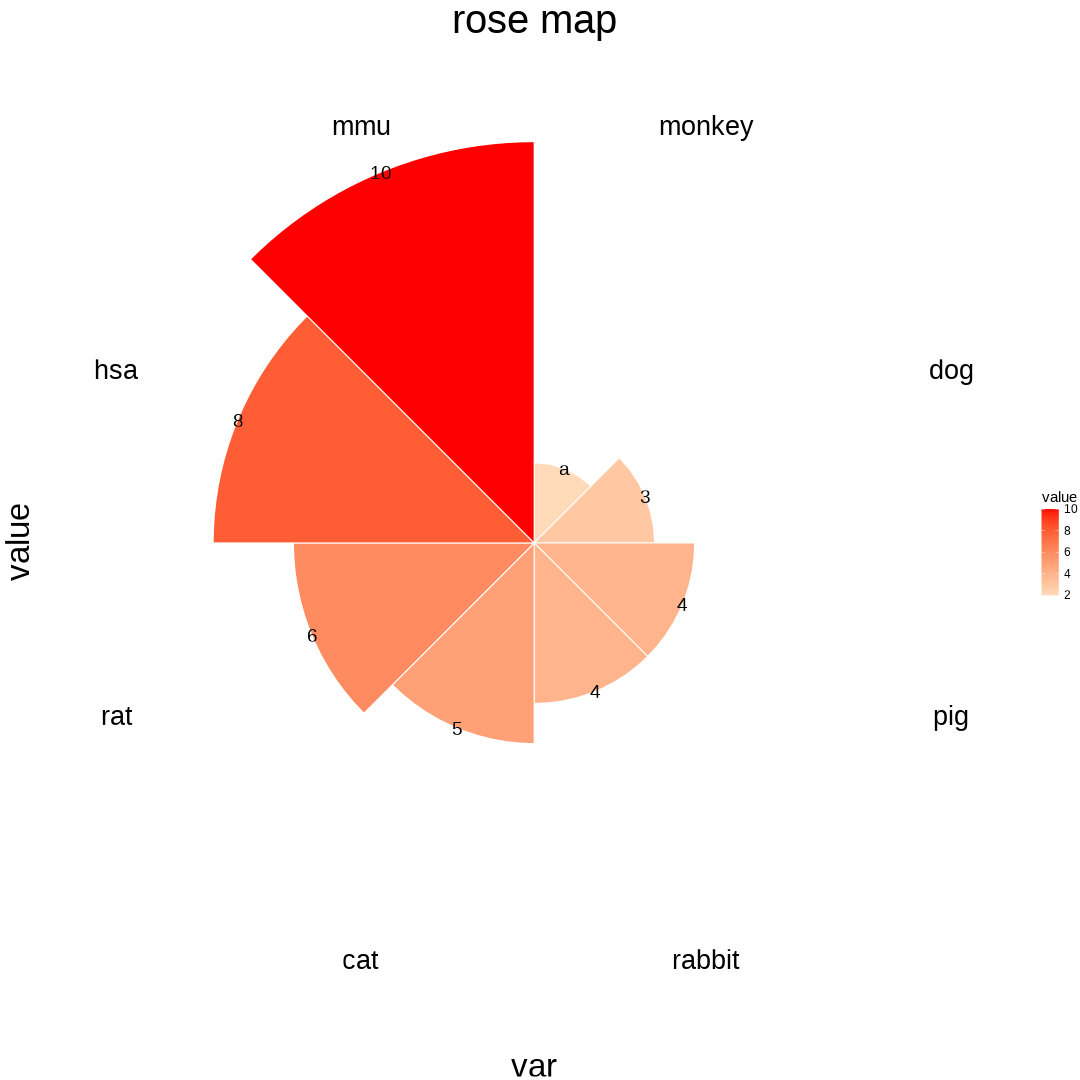 rose map
mmu
monkey
10
hsa
dog
8
a
3
value
value
10
8
6
4
2
4
6
4
5
rat
pig
cat
rabbit
var